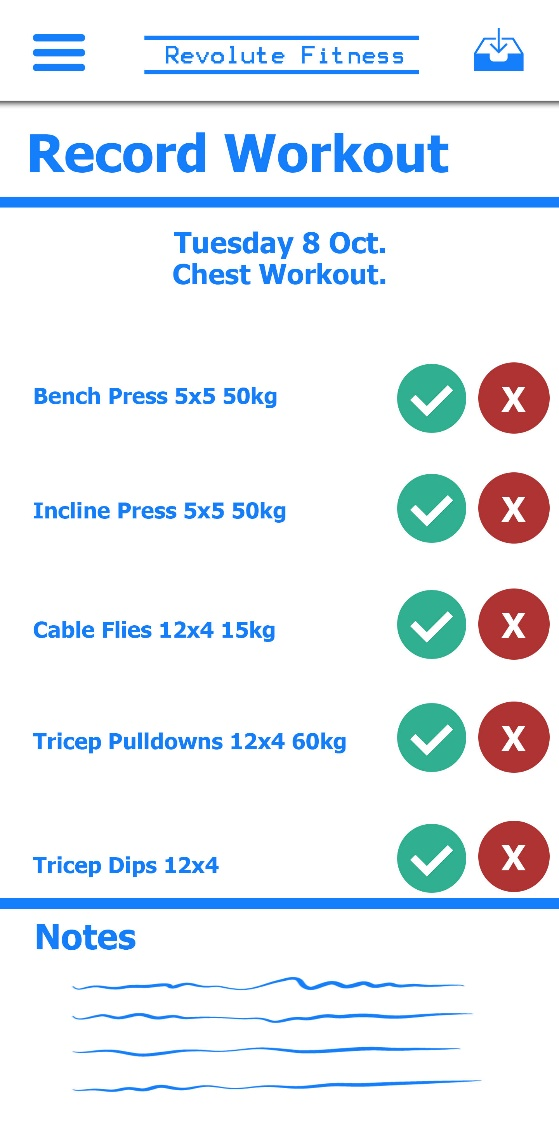 Revolute Fitness
Record Workout
Tuesday 8 Oct.
Chest Workout.
Bench Press 5x5 50kg
X
Incline Press 5x5 50kg
X
Cable Flies 12x4 15kg
X
Tricep Pulldowns 12x4 60kg
X
Tricep Dips 12x4
X
Notes